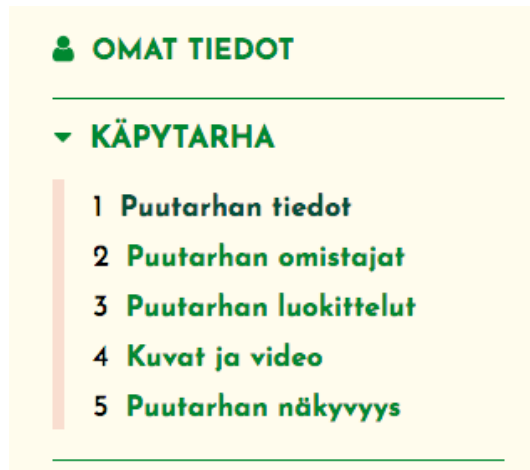 OMAT TIEDOT
KÄPYTARHA
1 Puutarhan tiedot
2 Puutarhan omistajat
3 Puutarhan luokittelut
4 Kuvat ja video
5 Puutarhan näkyvyys